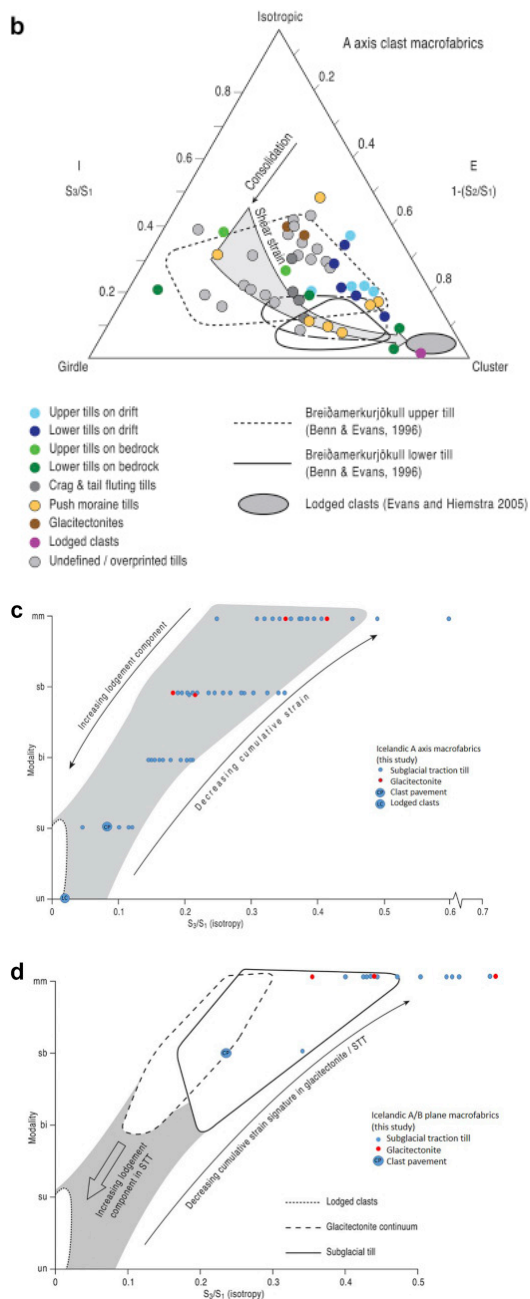 b
Isotropic
A axis clast macrofabrics
0.8
0.2
Consolidation
0.6
0.4
I
S3/S1
E
1-(S2/S1)
Shear strain
0.4
0.6
0.2
0.8
Girdle
Cluster
Upper tills on drift
Lower tills on drift
Upper tills on bedrock
Lower tills on bedrock
Crag & tail fluting tills
Push moraine tills
Glacitectonites
Lodged clasts
Undefined / overprinted tills
Breiðamerkurjökull upper till
(Benn & Evans, 1996)
Breiðamerkurjökull lower till
(Benn & Evans, 1996)
Lodged clasts (Evans and Hiemstra 2005)
c
mm
Increasing lodgement component
sb
Decreasing cumulative strain
Modality
bi
Icelandic A axis macrofabrics
(this study)
Subglacial traction till
Glacitectonite
CP Clast pavement
LC Lodged clasts
su
CP
un
LC
0
0.1
0.2
0.3
0.4
0.5
0.6
0.7
S3/S1 (isotropy)
d
mm
sb
CP
Decreasing cumulative strain signature in glacitectonite / STT
Modality
bi
Icelandic A/B plane macrofabrics
(this study)
Subglacial traction till
Glacitectonite
CP Clast pavement
Increasing lodgement
component in STT
su
Lodged clasts
Glacitectonite continuum
Subglacial till
un
0
0.1
0.2
0.3
0.4
0.5
S3/S1 (isotropy)